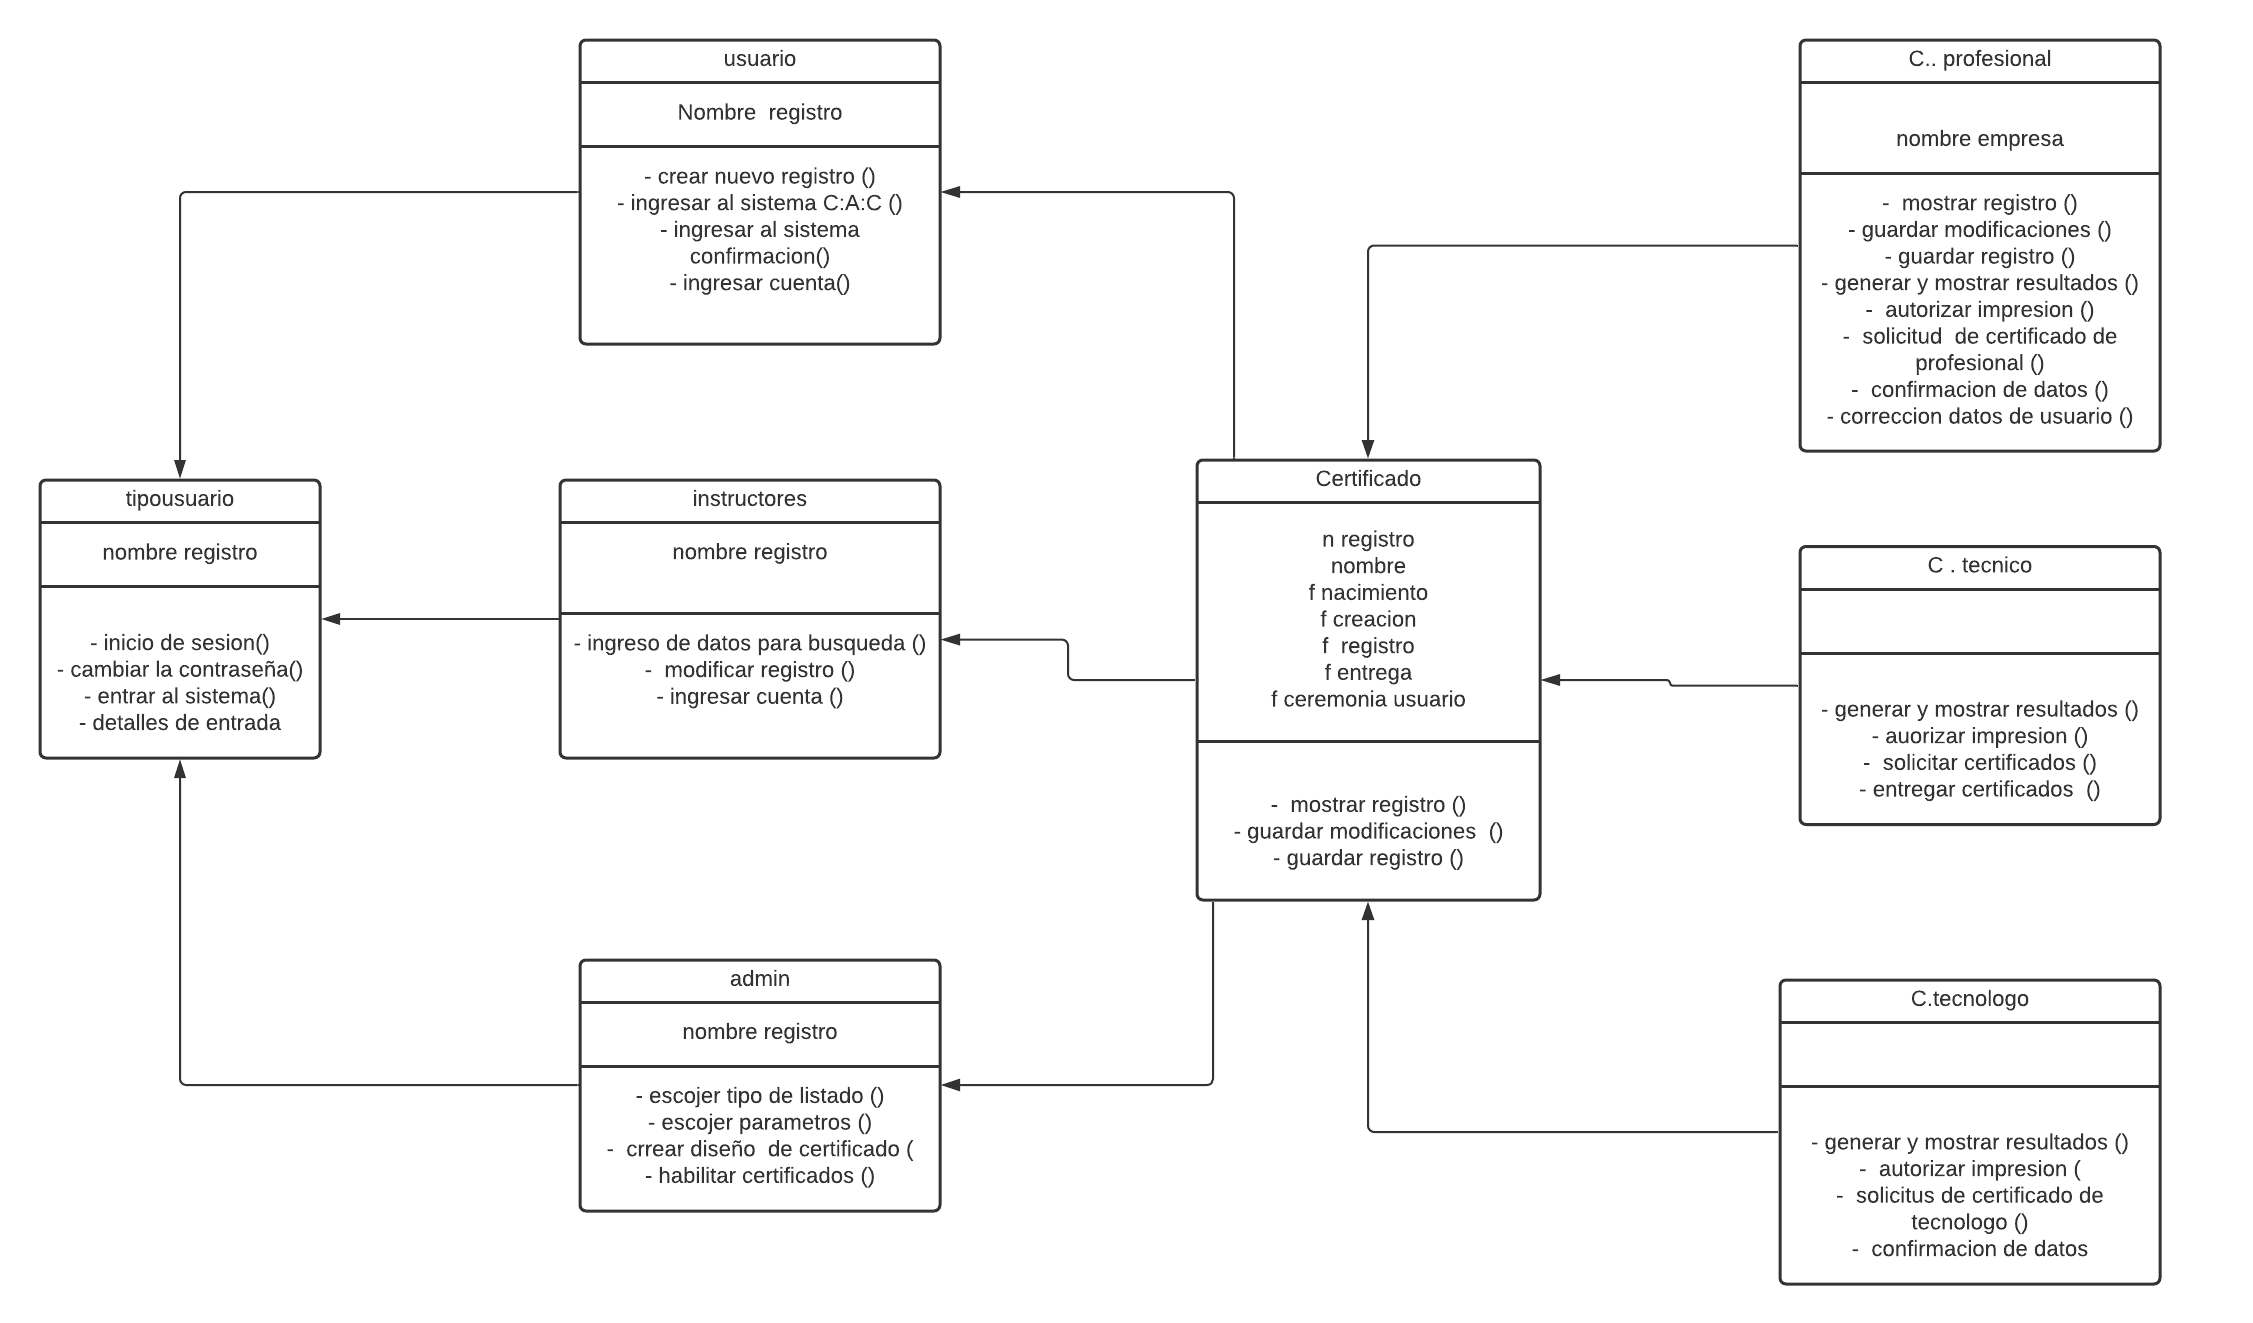 usuario
Nombre  registro
- crear nuevo registro ()
- ingresar al sistema C:A:C ()
- ingresar al sistema
confirmacion()
- ingresar cuenta()
C.. profesional
nombre empresa
-  mostrar registro ()
- guardar modificaciones ()
- guardar registro ()
- generar y mostrar resultados ()
-  autorizar impresion ()
-  solicitud  de certificado de
profesional ()
-  confirmacion de datos ()
- correccion datos de usuario ()
tipousuario
nombre registro
- inicio de sesion()
- cambiar la contraseña()
- entrar al sistema()
- detalles de entrada
instructores
nombre registro
- ingreso de datos para busqueda ()
-  modificar registro ()
- ingresar cuenta ()
Certificado
n registro
nombre
f nacimiento
f creacion
f  registro
f entrega
f ceremonia usuario
-  mostrar registro ()
- guardar modificaciones  ()
- guardar registro ()
C . tecnico
- generar y mostrar resultados ()
- auorizar impresion ()
-  solicitar certificados ()
- entregar certificados  ()
admin
nombre registro
- escojer tipo de listado ()
- escojer parametros ()
-  crrear diseño  de certificado (
- habilitar certificados ()
C.tecnologo
- generar y mostrar resultados ()
-  autorizar impresion (
-  solicitus de certificado de
tecnologo ()
-  confirmacion de datos